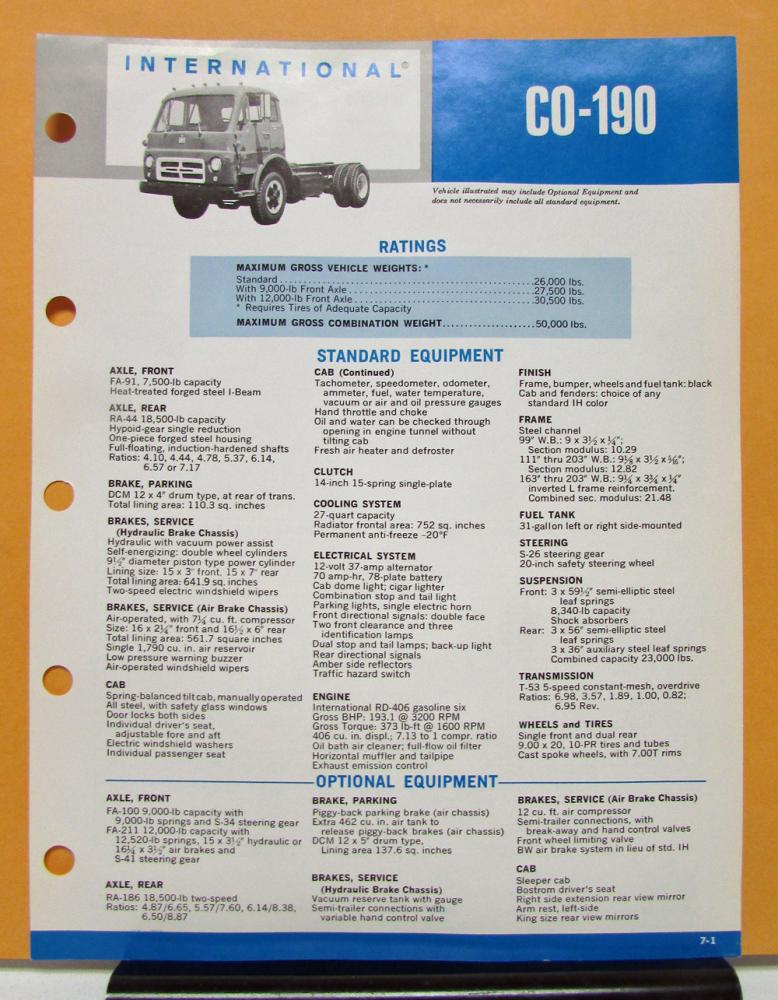 INTERNATIONAL®
CO-190
Vehicle illustrated may include Optional Equipment and
does not necessarily include all standard equipment.
RATINGS
MAXIMUM GROSS VEHICLE WEIGHTS: *
Standard....................................................26,000 lbs.
With 9,000-lb Front Axle....................................27,500 lbs.
With 12,000-lb Front Axle...................................30,500 lbs.
* Requires Tires of Adequate Capacity
MAXIMUM GROSS COMBINATION WEIGHT....................50,000 lbs.
STANDARD EQUIPMENT
AXLE, FRONT
FA-91, 7,500-lb capacity
Heat-treated forged steel I-Beam
AXLE, REAR
RA-44 18,500-lb capacity
Hypoid-gear single reduction
One-piece forged steel housing
Full-floating, induction-hardened shafts
Ratios: 4.10, 4.44, 4.78, 5.37, 6.14,
6.57 or 7.17
BRAKE, PARKING
DCM 12 x 4" drum type, at rear of trans.
Total lining area: 110.3 sq. inches
BRAKES, SERVICE
(Hydraulic Brake Chassis)
Hydraulic with vacuum power assist
Self-energizing: double wheel cylinders
9½" diameter piston type power cylinder
Lining size: 15 x 3" front, 15 x 7" rear
Total lining area: 641.9 sq. inches
Two-speed electric windshield wipers
BRAKES, SERVICE (Air Brake Chassis)
Air-operated, with 7¼ cu. ft. compressor
Size: 16 x 2¼" front and 16½ x 6" rear
Total lining area: 561.7 square inches
Single 1,790 cu. in. air reservoir
Low pressure warning buzzer
Air-operated windshield wipers
CAB
Spring-balanced tilt cab, manually operated
All steel, with safety glass windows
Door locks both sides
Individual driver's seat,
adjustable fore and aft
Electric windshield washers
Individual passenger seat
CAB (Continued)
Tachometer, speedometer, odometer,
ammeter, fuel, water temperature,
vacuum or air and oil pressure gauges
Hand throttle and choke
Oil and water can be checked through
opening in engine tunnel without
tilting cab
Fresh air heater and defroster
CLUTCH
14-inch 15-spring single-plate
COOLING SYSTEM
27-quart capacity
Radiator frontal area: 752 sq. inches
Permanent anti-freeze -20°F
ELECTRICAL SYSTEM
12-volt 37-amp alternator
70 amp-hr, 78-plate battery
Cab dome light; cigar lighter
Combination stop and tail light
Parking lights, single electric horn
Front directional signals: double face
Two front clearance and three
identification lamps
Dual stop and tail lamps; back-up light
Rear directional signals
Amber side reflectors
Traffic hazard switch
ENGINE
International RD-406 gasoline six
Gross BHP: 193.1 @ 3200 RPM
Gross Torque: 373 lb-ft @ 1600 RPM
406 cu. in. displ.; 7.13 to 1 compr. ratio
Oil bath air cleaner; full-flow oil filter
Horizontal muffler and tailpipe
Exhaust emission control
FINISH
Frame, bumper, wheels and fuel tank: black
Cab and fenders: choice of any
standard IH color
FRAME
Steel channel
99" W.B.: 9 x 3½ x ¼";
Section modulus: 10.29
111" thru 203" W.B.: 9⅛ x 3½ x 5/16";
Section modulus: 12.82
163" thru 203" W.B.: 9¼ x 3¾ x ¼"
inverted L frame reinforcement.
Combined sec. modulus: 21.48
FUEL TANK
31-gallon left or right side-mounted
STEERING
S-26 steering gear
20-inch safety steering wheel
SUSPENSION
Front: 3 x 59½" semi-elliptic steel
leaf springs
8,340-lb capacity
Shock absorbers
Rear: 3 x 56" semi-elliptic steel
leaf springs
3 x 36" auxiliary steel leaf springs
Combined capacity 23,000 lbs.
TRANSMISSION
T-53 5-speed constant-mesh, overdrive
Ratios: 6.98, 3.57, 1.89, 1.00, 0.82;
6.95 Rev.
WHEELS and TIRES
Single front and dual rear
9.00 x 20, 10-PR tires and tubes
Cast spoke wheels, with 7.00T rims
OPTIONAL EQUIPMENT
AXLE, FRONT
FA-100 9,000-lb capacity with
9,000-lb springs and S-34 steering gear
FA-211 12,000-lb capacity with
12,520-lb springs, 15 x 3½" hydraulic or
16¼ x 3½" air brakes and
S-41 steering gear
AXLE, REAR
RA-186 18,500-lb two-speed
Ratios: 4.87/6.65, 5.57/7.60, 6.14/8.38,
6.50/8.87
BRAKE, PARKING
Piggy-back parking brake (air chassis)
Extra 462 cu. in. air tank to
release piggy-back brakes (air chassis)
DCM 12 x 5" drum type,
Lining area 137.6 sq. inches
BRAKES, SERVICE
(Hydraulic Brake Chassis)
Vacuum reserve tank with gauge
Semi-trailer connections with
variable hand control valve
BRAKES, SERVICE (Air Brake Chassis)
12 cu. ft. air compressor
Semi-trailer connections, with
break-away and hand control valves
Front wheel limiting valve
BW air brake system in lieu of std. IH
CAB
Sleeper cab
Bostrom driver's seat
Right side extension rear view mirror
Arm rest, left-side
King size rear view mirrors
7-1